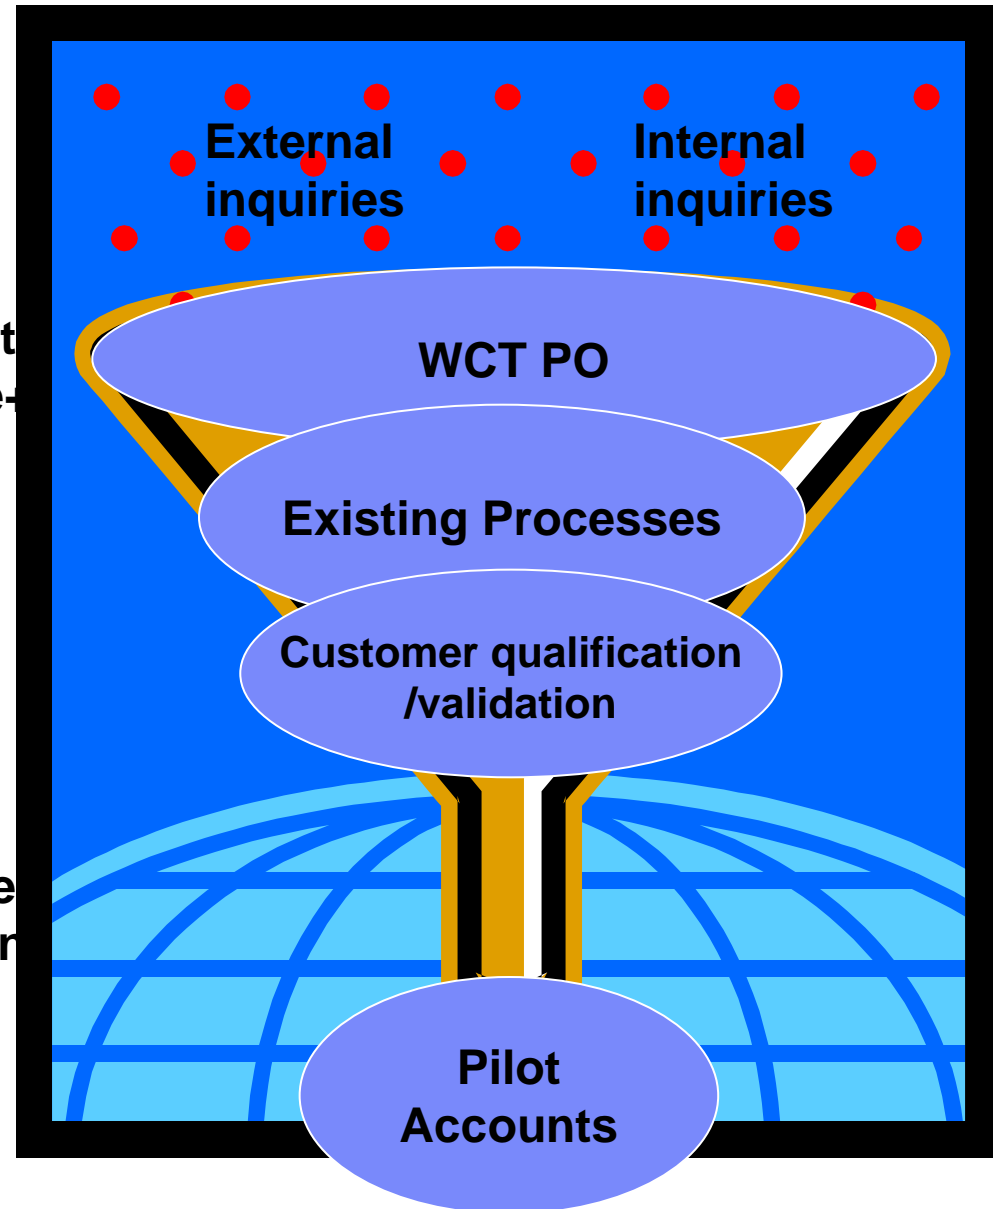 External
inquiries
Internal
inquiries
WCT PO
Existing Processes
Customer qualification
/validation
Pilot
Accounts